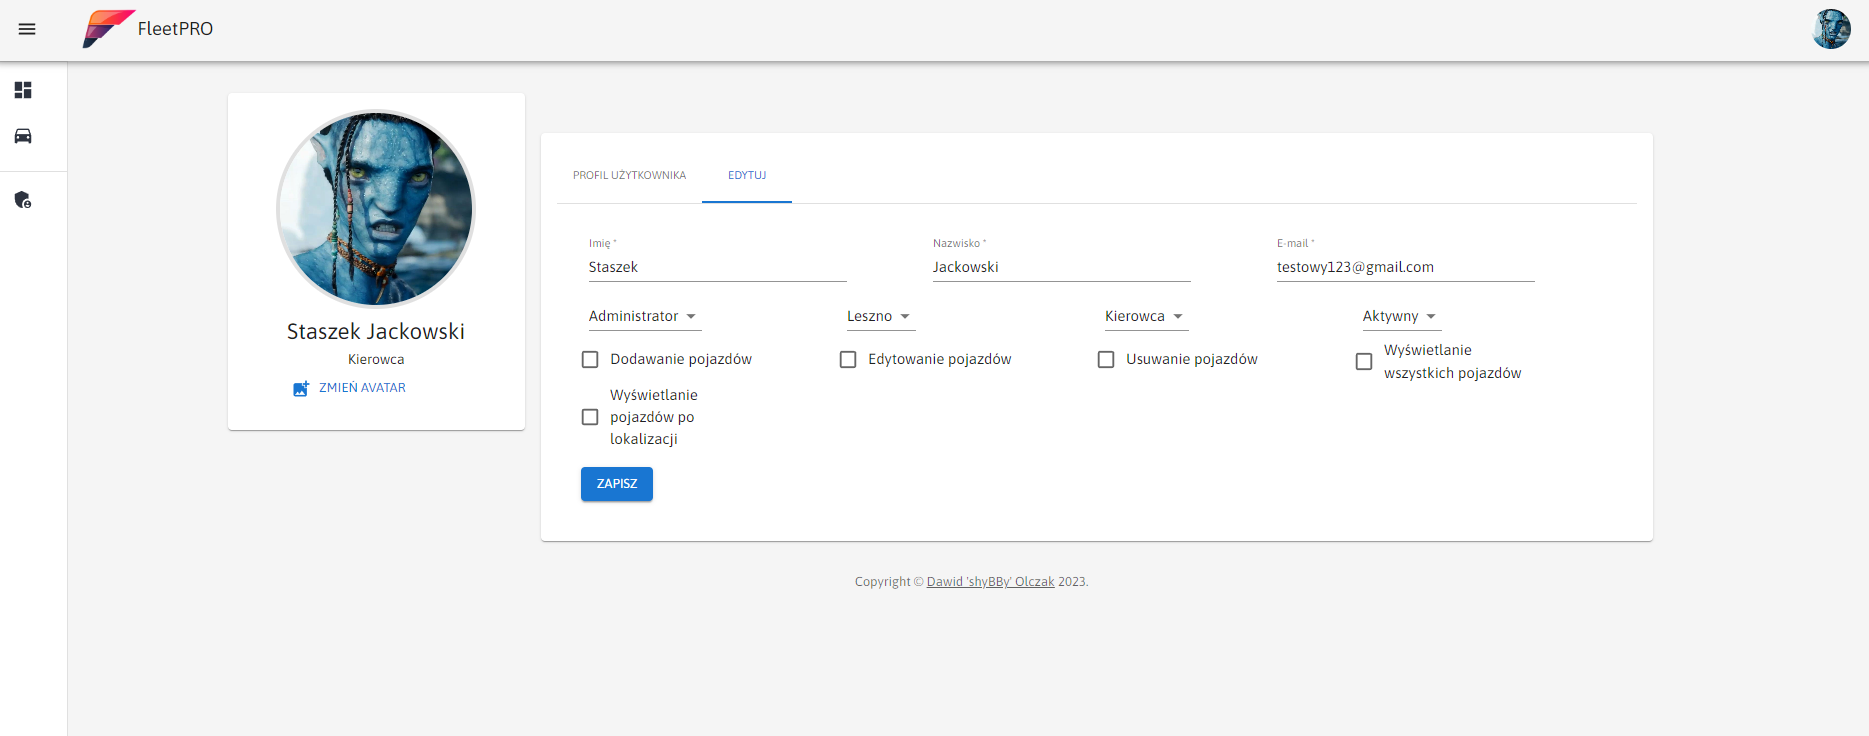 FleetPRO
Staszek Jackowski
Kierowca
ZMIEŃ AVATAR
PROFIL UŻYTKOWNIKA
EDYTUJ
Imię *
Nazwisko *
E-mail *
Staszek
Jackowski
testowy123@gmail.com
Administrator
Leszno
Kierowca
Aktywny
Dodawanie pojazdów
Edytowanie pojazdów
Usuwanie pojazdów
Wyświetlanie
wszystkich pojazdów
Wyświetlanie
pojazdów po
lokalizacji
ZAPISZ
Copyright © Dawid 'shyBBy' Olczak 2023.